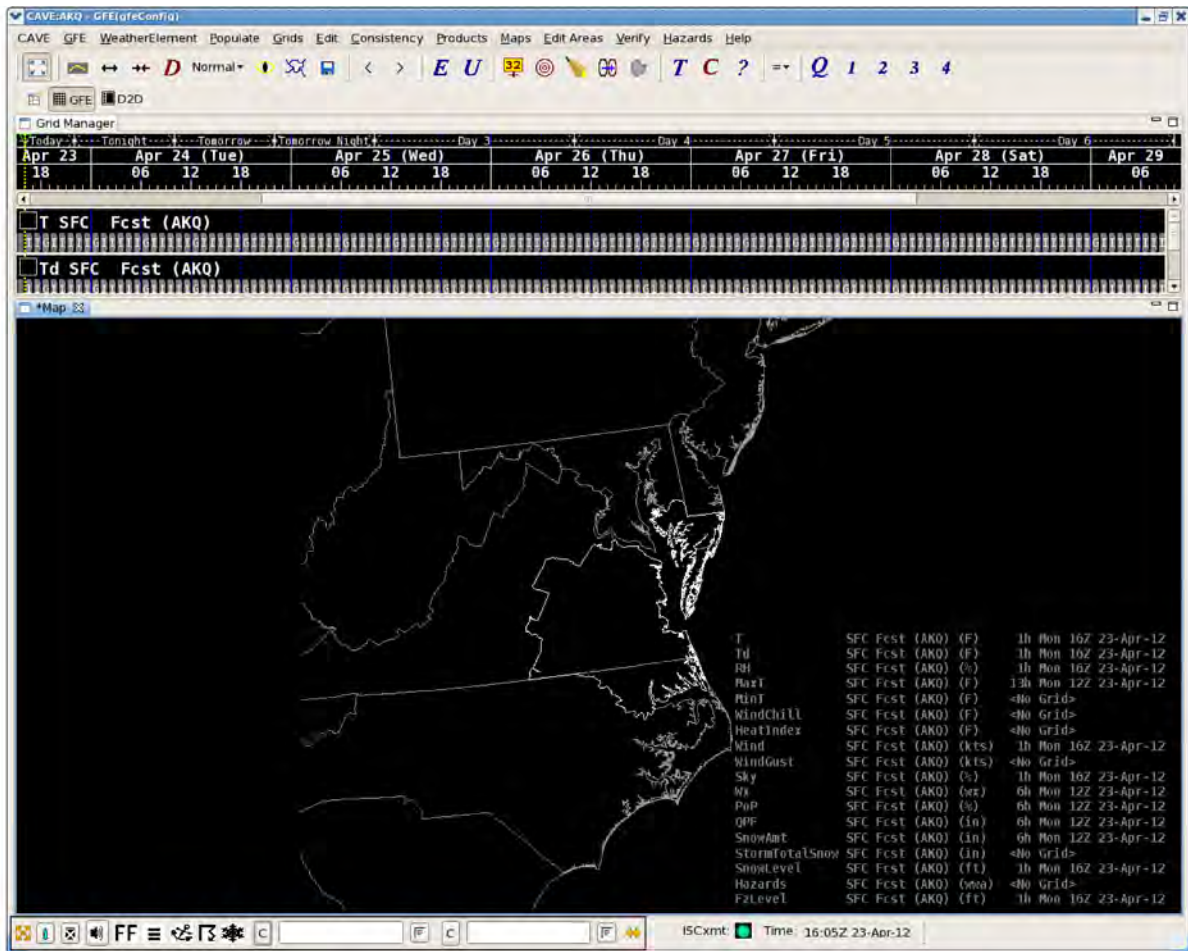 CAVE:AKQ - GFE(gfeConfig)
CAVE GFE WeatherElement Populate Grids Edit Consistency Products Maps Edit Areas Verify Hazards Help
D Normal E U 32 T C ? Q 1 2 3 4
GFE D2D
Grid Manager
Today Tonight Tomorrow Tomorrow Night Day 3 Day 4 Day 5 Day 6
Apr 23 Apr 24 (Tue) Apr 25 (Wed) Apr 26 (Thu) Apr 27 (Fri) Apr 28 (Sat) Apr 29
18 06 12 18 06 12 18 06 12 18 06 12 18 06 12 18 06
T SFC Fcst (AKQ)
Td SFC Fcst (AKQ)
*Map
T SFC Fcst (AKQ) (F) 1h Mon 16Z 23-Apr-12
Td SFC Fcst (AKQ) (F) 1h Mon 16Z 23-Apr-12
RH SFC Fcst (AKQ) (%) 1h Mon 16Z 23-Apr-12
MaxT SFC Fcst (AKQ) (F) 13h Mon 12Z 23-Apr-12
MinT SFC Fcst (AKQ) (F) <No Grid>
WindChill SFC Fcst (AKQ) (F) <No Grid>
HeatIndex SFC Fcst (AKQ) (F) <No Grid>
Wind SFC Fcst (AKQ) (kts) 1h Mon 16Z 23-Apr-12
WindGust SFC Fcst (AKQ) (kts) <No Grid>
Sky SFC Fcst (AKQ) (%) 1h Mon 16Z 23-Apr-12
Wx SFC Fcst (AKQ) (wx) 6h Mon 12Z 23-Apr-12
PoP SFC Fcst (AKQ) (%) 6h Mon 12Z 23-Apr-12
QPF SFC Fcst (AKQ) (in) 6h Mon 12Z 23-Apr-12
SnowAmt SFC Fcst (AKQ) (in) 6h Mon 12Z 23-Apr-12
StormTotalSnow SFC Fcst (AKQ) (in) <No Grid>
SnowLevel SFC Fcst (AKQ) (ft) 1h Mon 16Z 23-Apr-12
Hazards SFC Fcst (AKQ) (wwa) <No Grid>
FzLevel SFC Fcst (AKQ) (ft) 1h Mon 16Z 23-Apr-12
FF C C ISCxmt: Time: 16:05Z 23-Apr-12